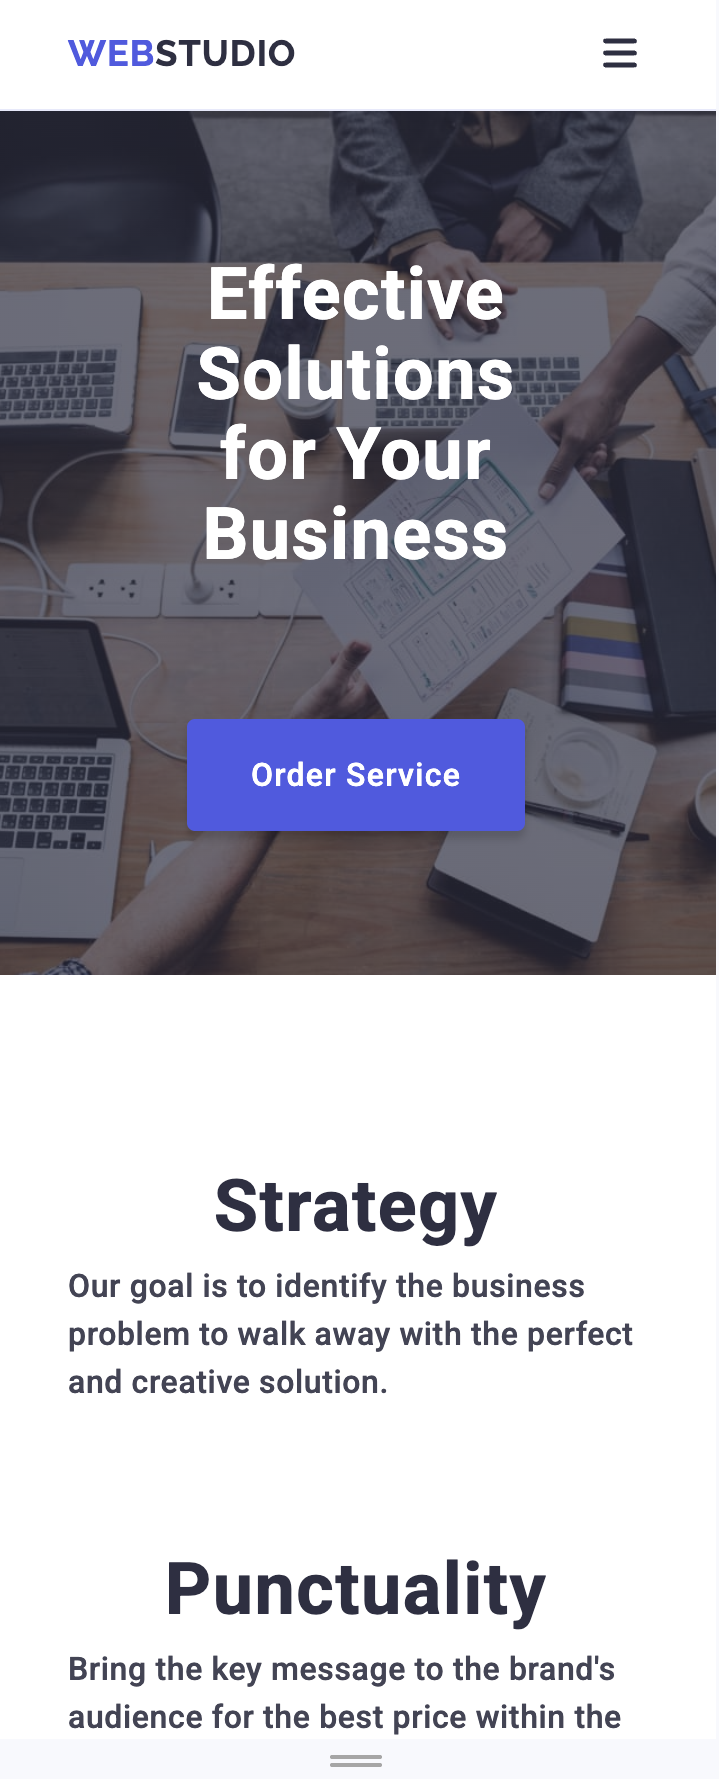 WEBSTUDIO
Effective
Solutions
for Your
Business
Order Service
Strategy
Our goal is to identify the business
problem to walk away with the perfect
and creative solution.
Punctuality
Bring the key message to the brand's
audience for the best price within the